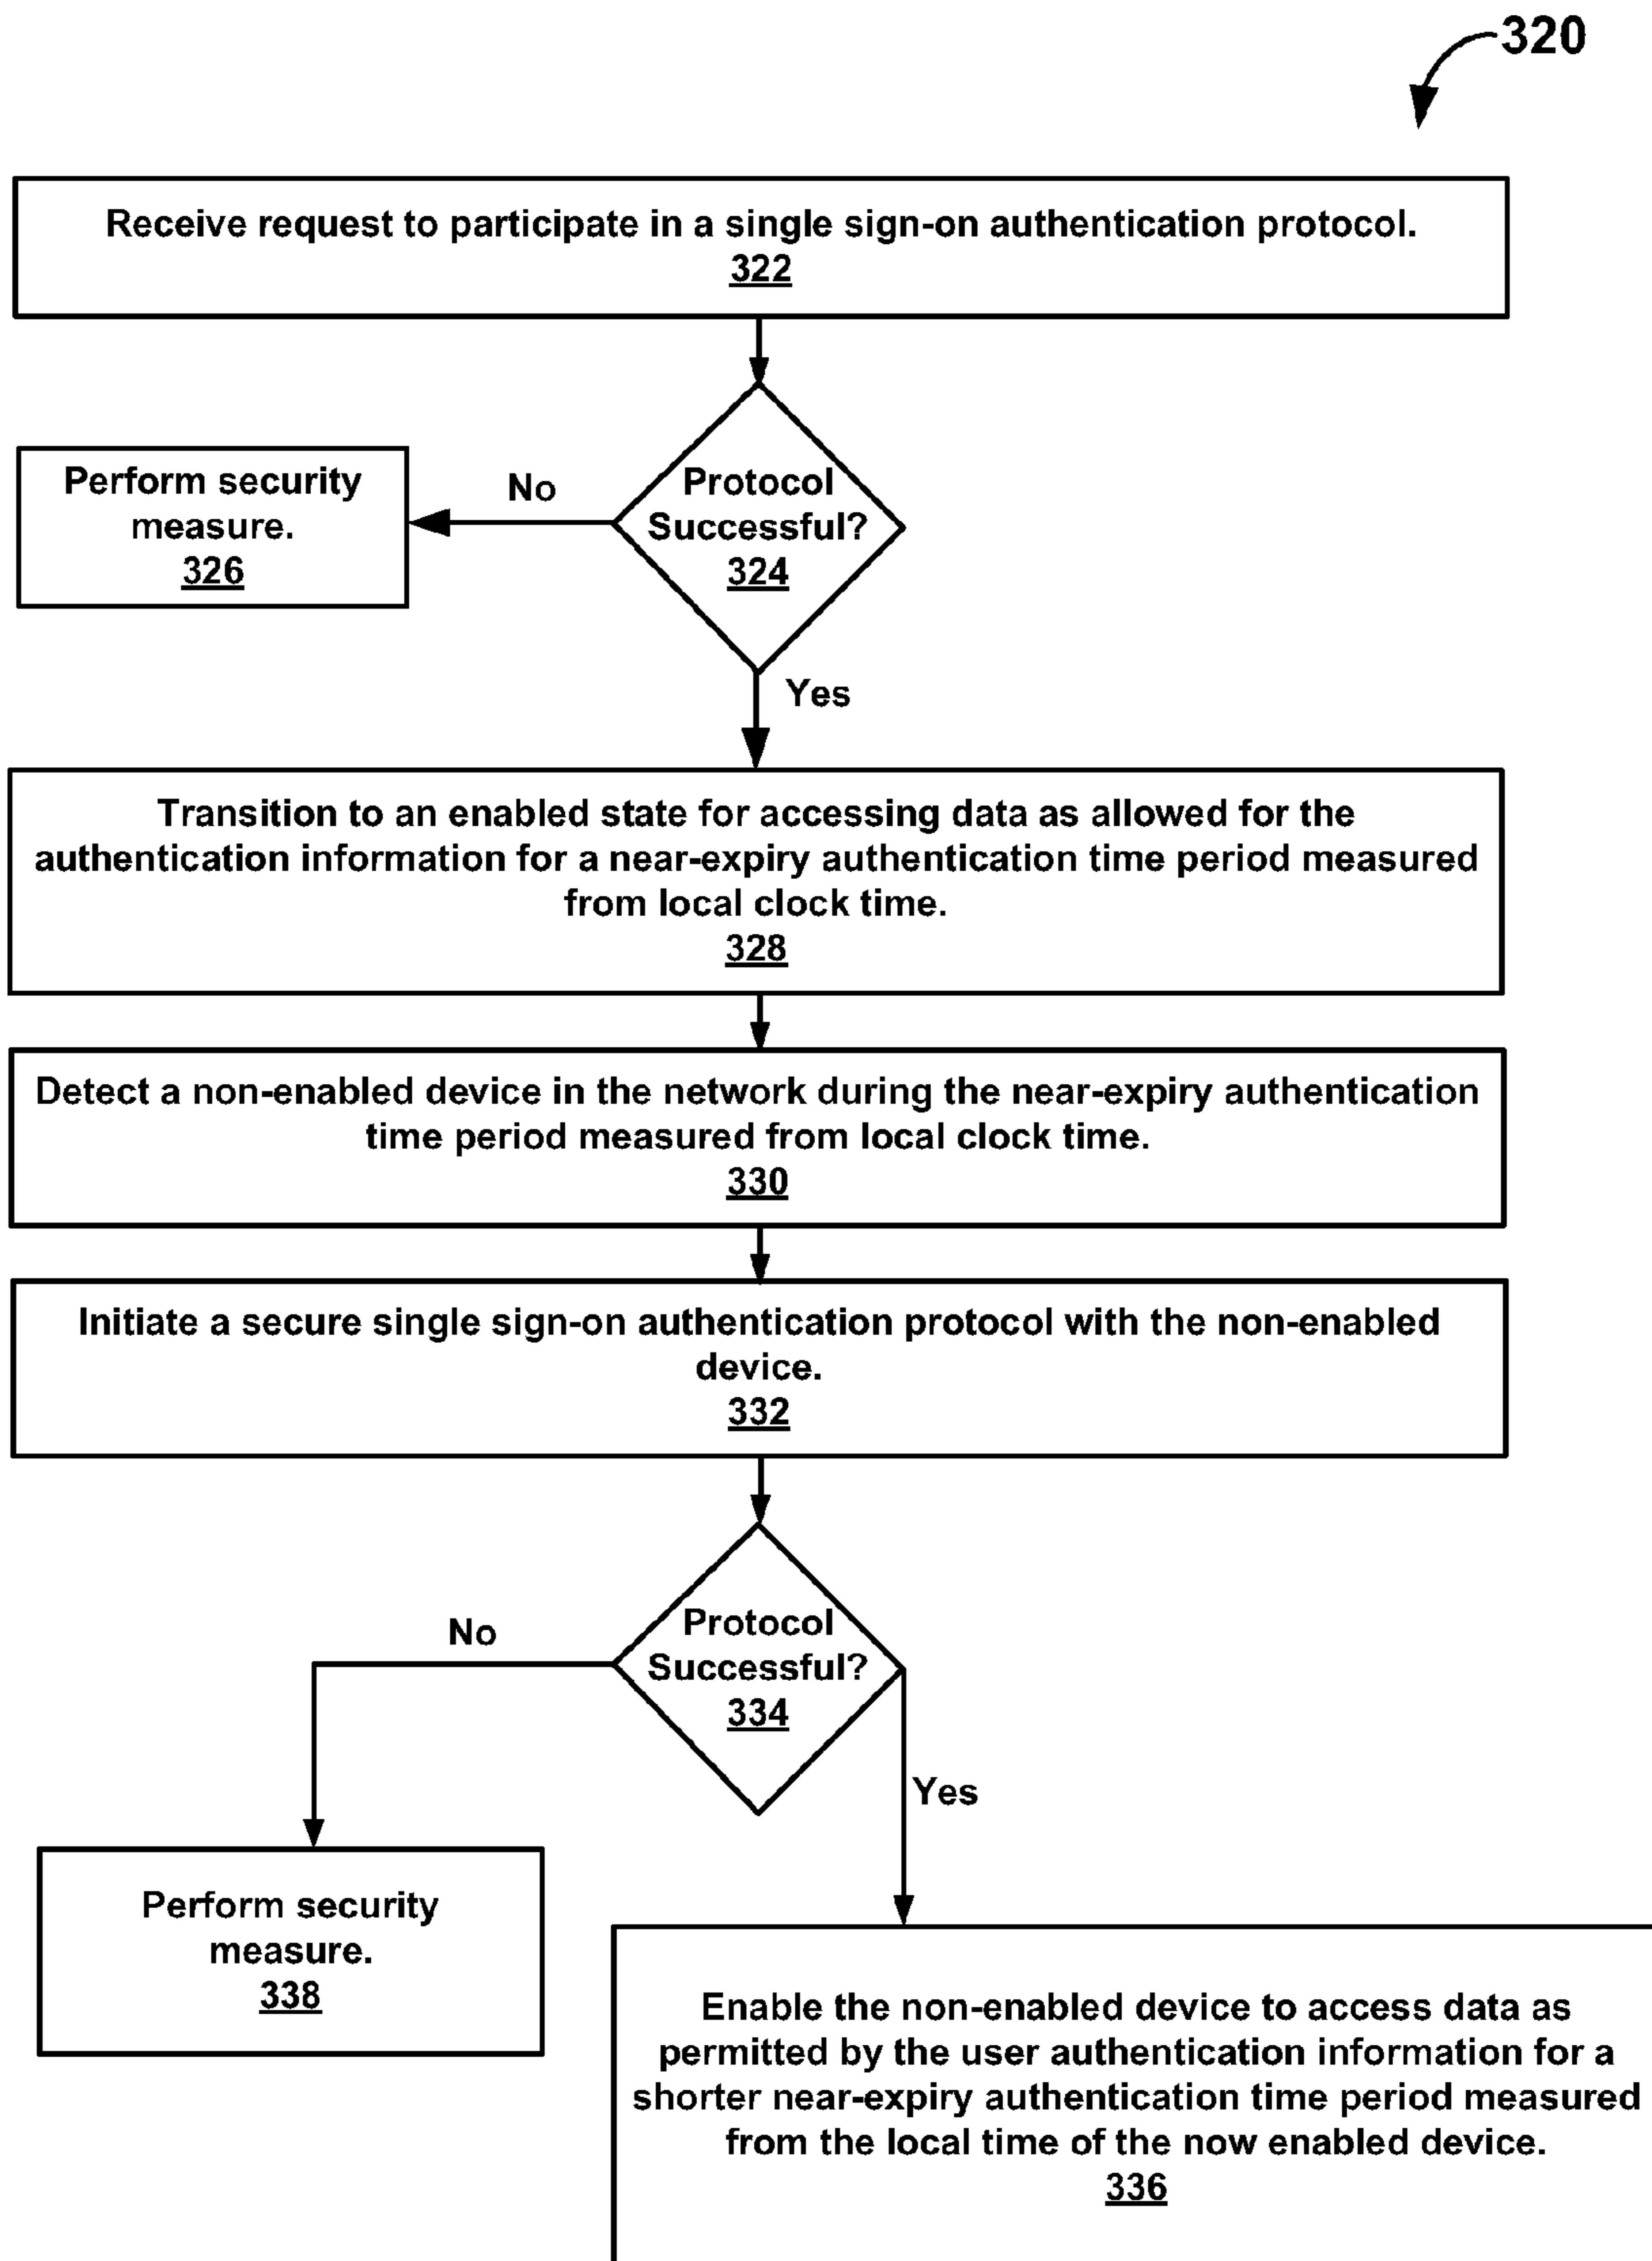 320
Receive request to participate in a single sign-on authentication protocol.
322
Protocol
Successful?
324
No
Perform security
measure.
326
Yes
Transition to an enabled state for accessing data as allowed for the
authentication information for a near-expiry authentication time period measured
from local clock time.
328
Detect a non-enabled device in the network during the near-expiry authentication
time period measured from local clock time.
330
Initiate a secure single sign-on authentication protocol with the non-enabled
device.
332
Protocol
Successful?
334
No
Yes
Perform security
measure.
338
Enable the non-enabled device to access data as
permitted by the user authentication information for a
shorter near-expiry authentication time period measured
from the local time of the now enabled device.
336